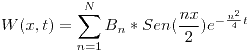 W(x,t) = \sum_{n=1}^{N} B_n * Sen(\frac{nx}{2}) e^{-\frac{n^2}{4}t}